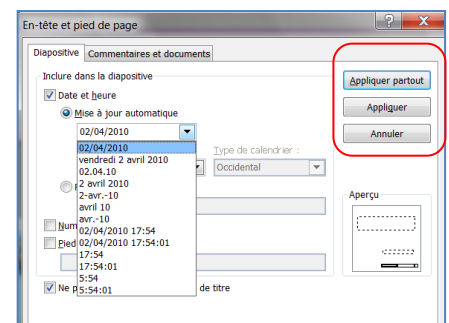 En-tête et pied de page
Diapositive Commentaires et documents
Inclure dans la diapositive
Date et heure
Mise à jour automatique
02/04/2010
Type de calendrier :
Occidental
02/04/2010
vendredi 2 avril 2010
02.04.10
2 avril 2010
2-avr.-10
avril 10
avr.-10
02/04/2010 17:54
02/04/2010 17:54:01
17:54
17:54:01
5:54
5:54:01
Num
Pied
Ne p
de titre
Appliquer partout
Appliquer
Annuler
Aperçu